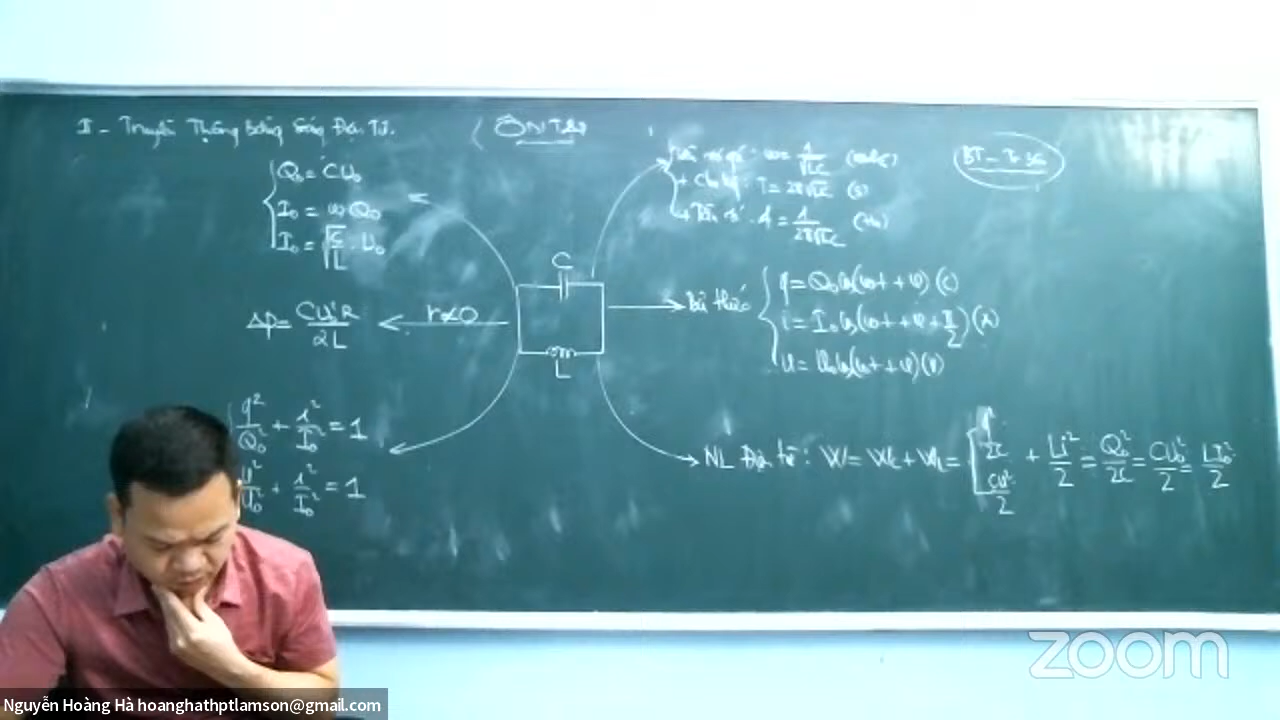 II - Truyền Thông Bằng Sóng Điện Từ.
( ÔN TẬP
BT - Tr 36
Q₀ = CU₀
I₀ = ωQ₀
I₀ = √(C/L) . U₀
Tần số góc: ω = 1/√LC (rad/s)
+ Chu kỳ: T = 2π√LC (s)
+ Tần số: f = 1/2π√LC (Hz)
C
L
r ≠ 0
ΔP = CU₀²R/2L
Biểu thức
q = Q₀cos(ωt + φ) (C)
i = I₀cos(ωt + φ + π/2) (A)
u = U₀cos(ωt + φ) (V)
q²/Q₀² + i²/I₀² = 1
u²/U₀² + i²/I₀² = 1
NL Điện từ: W = W_C + W_L = { q²/2C ; Cu²/2 + Li²/2 = Q₀²/2C = CU₀²/2 = LI₀²/2
zoom
Nguyễn Hoàng Hà hoanghathptlamson@gmail.com